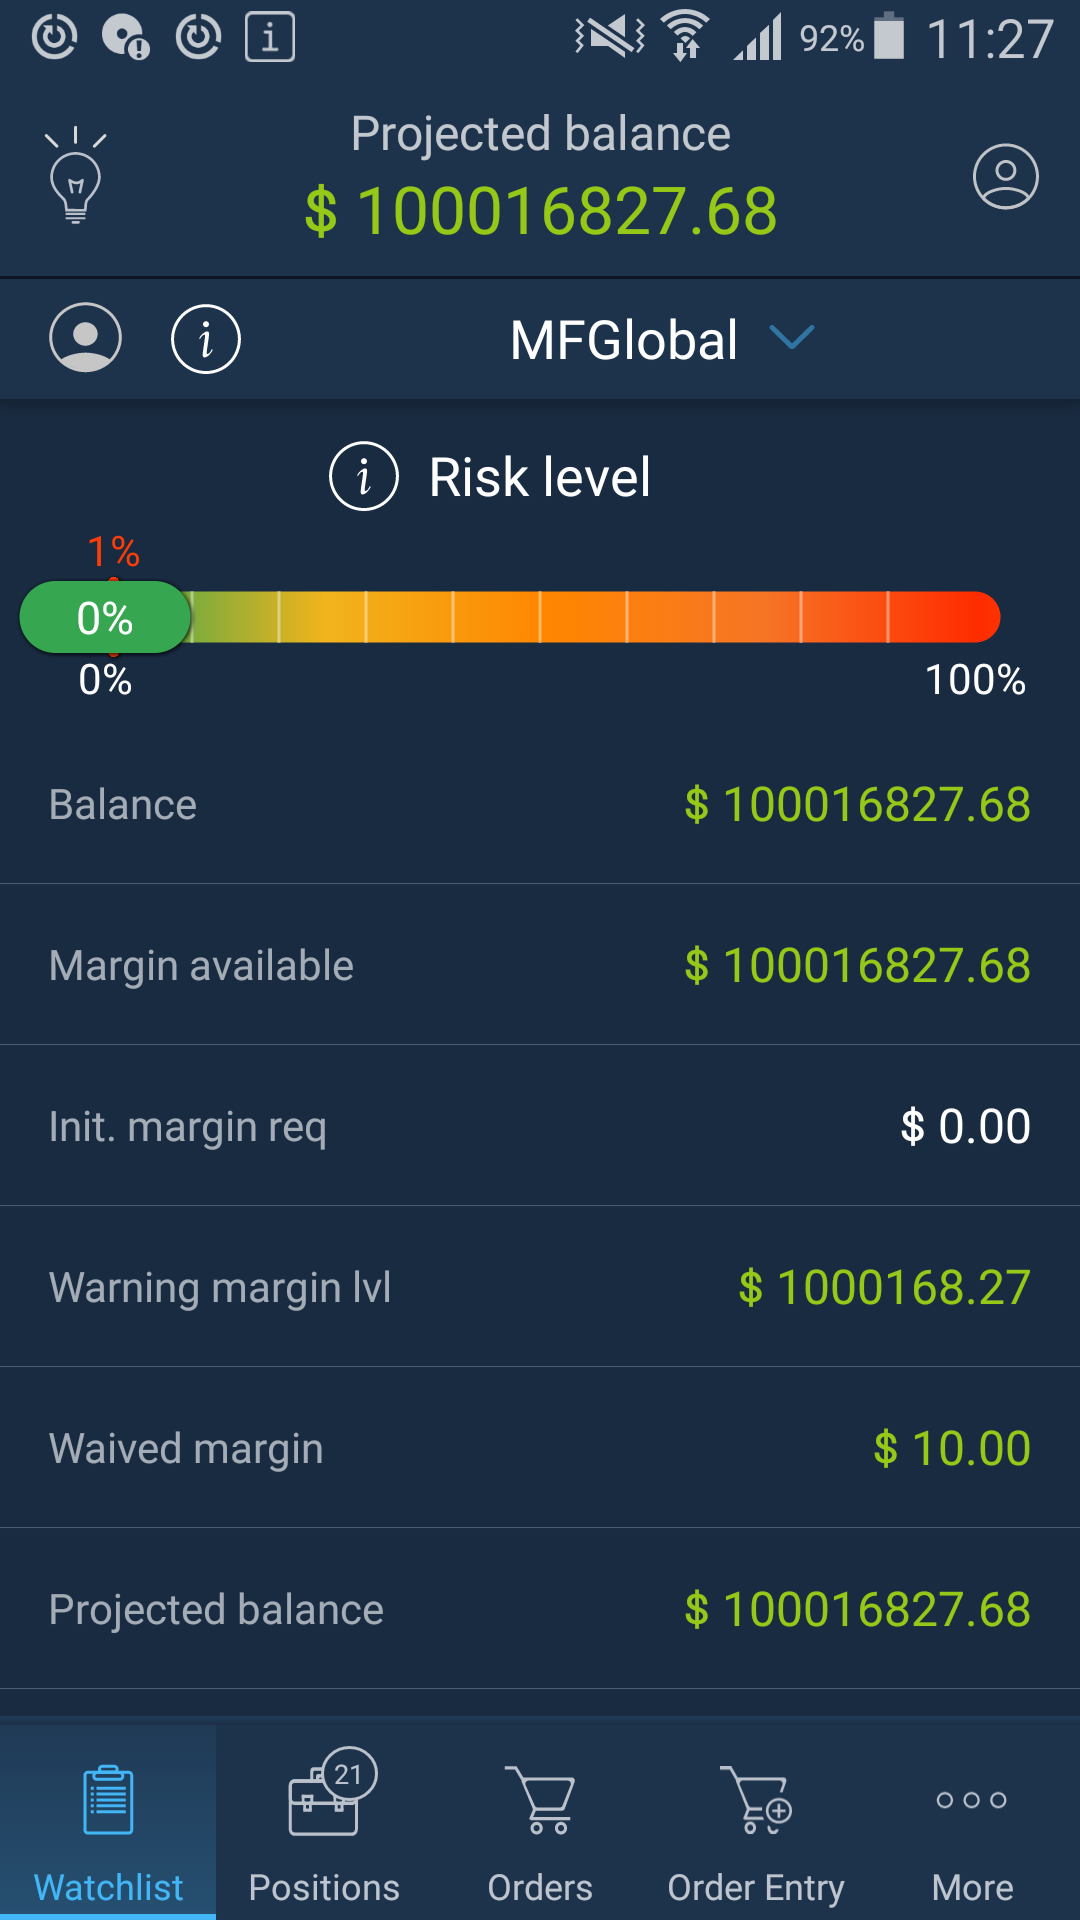 92% 11:27
Projected balance
$ 100016827.68
MFGlobal
Risk level
1%
0%
0% 100%
Balance $ 100016827.68
Margin available $ 100016827.68
Init. margin req $ 0.00
Warning margin lvl $ 1000168.27
Waived margin $ 10.00
Projected balance $ 100016827.68
21
Watchlist Positions Orders Order Entry More